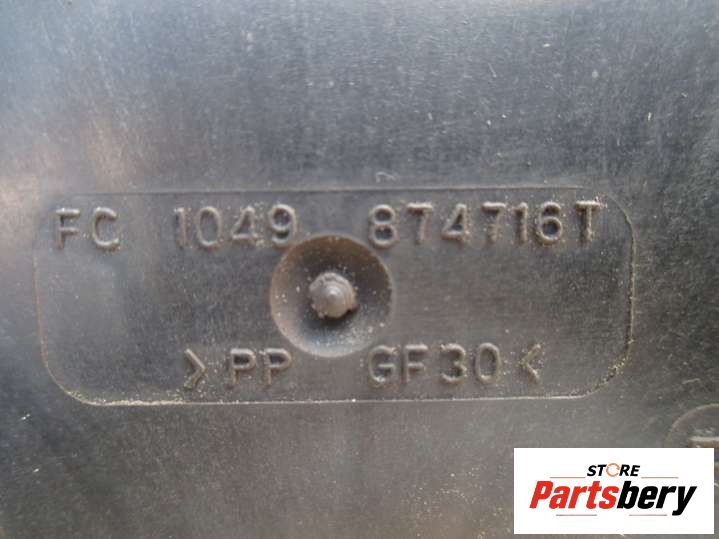 FC 1049 874716T
>PP GF30<
STORE
Partsbery